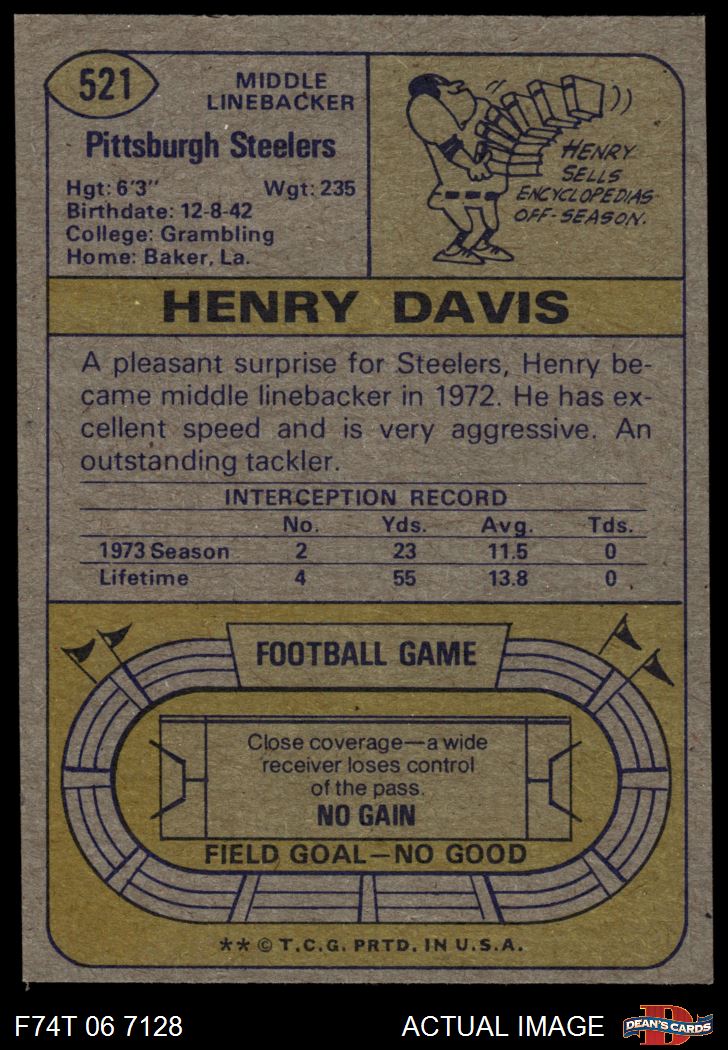 521
MIDDLE
LINEBACKER
Pittsburgh Steelers
Hgt: 6'3" Wgt: 235
Birthdate: 12-8-42
College: Grambling
Home: Baker, La.
HENRY
SELLS
ENCYCLOPEDIAS
OFF-SEASON.
HENRY DAVIS
A pleasant surprise for Steelers, Henry be-
came middle linebacker in 1972. He has ex-
cellent speed and is very aggressive. An
outstanding tackler.
INTERCEPTION RECORD
No. Yds. Avg. Tds.
1973 Season 2 23 11.5 0
Lifetime 4 55 13.8 0
FOOTBALL GAME
Close coverage—a wide
receiver loses control
of the pass.
NO GAIN
FIELD GOAL—NO GOOD
** © T.C.G. PRTD. IN U.S.A.
F74T 06 7128 ACTUAL IMAGE
D
DEAN'S CARDS